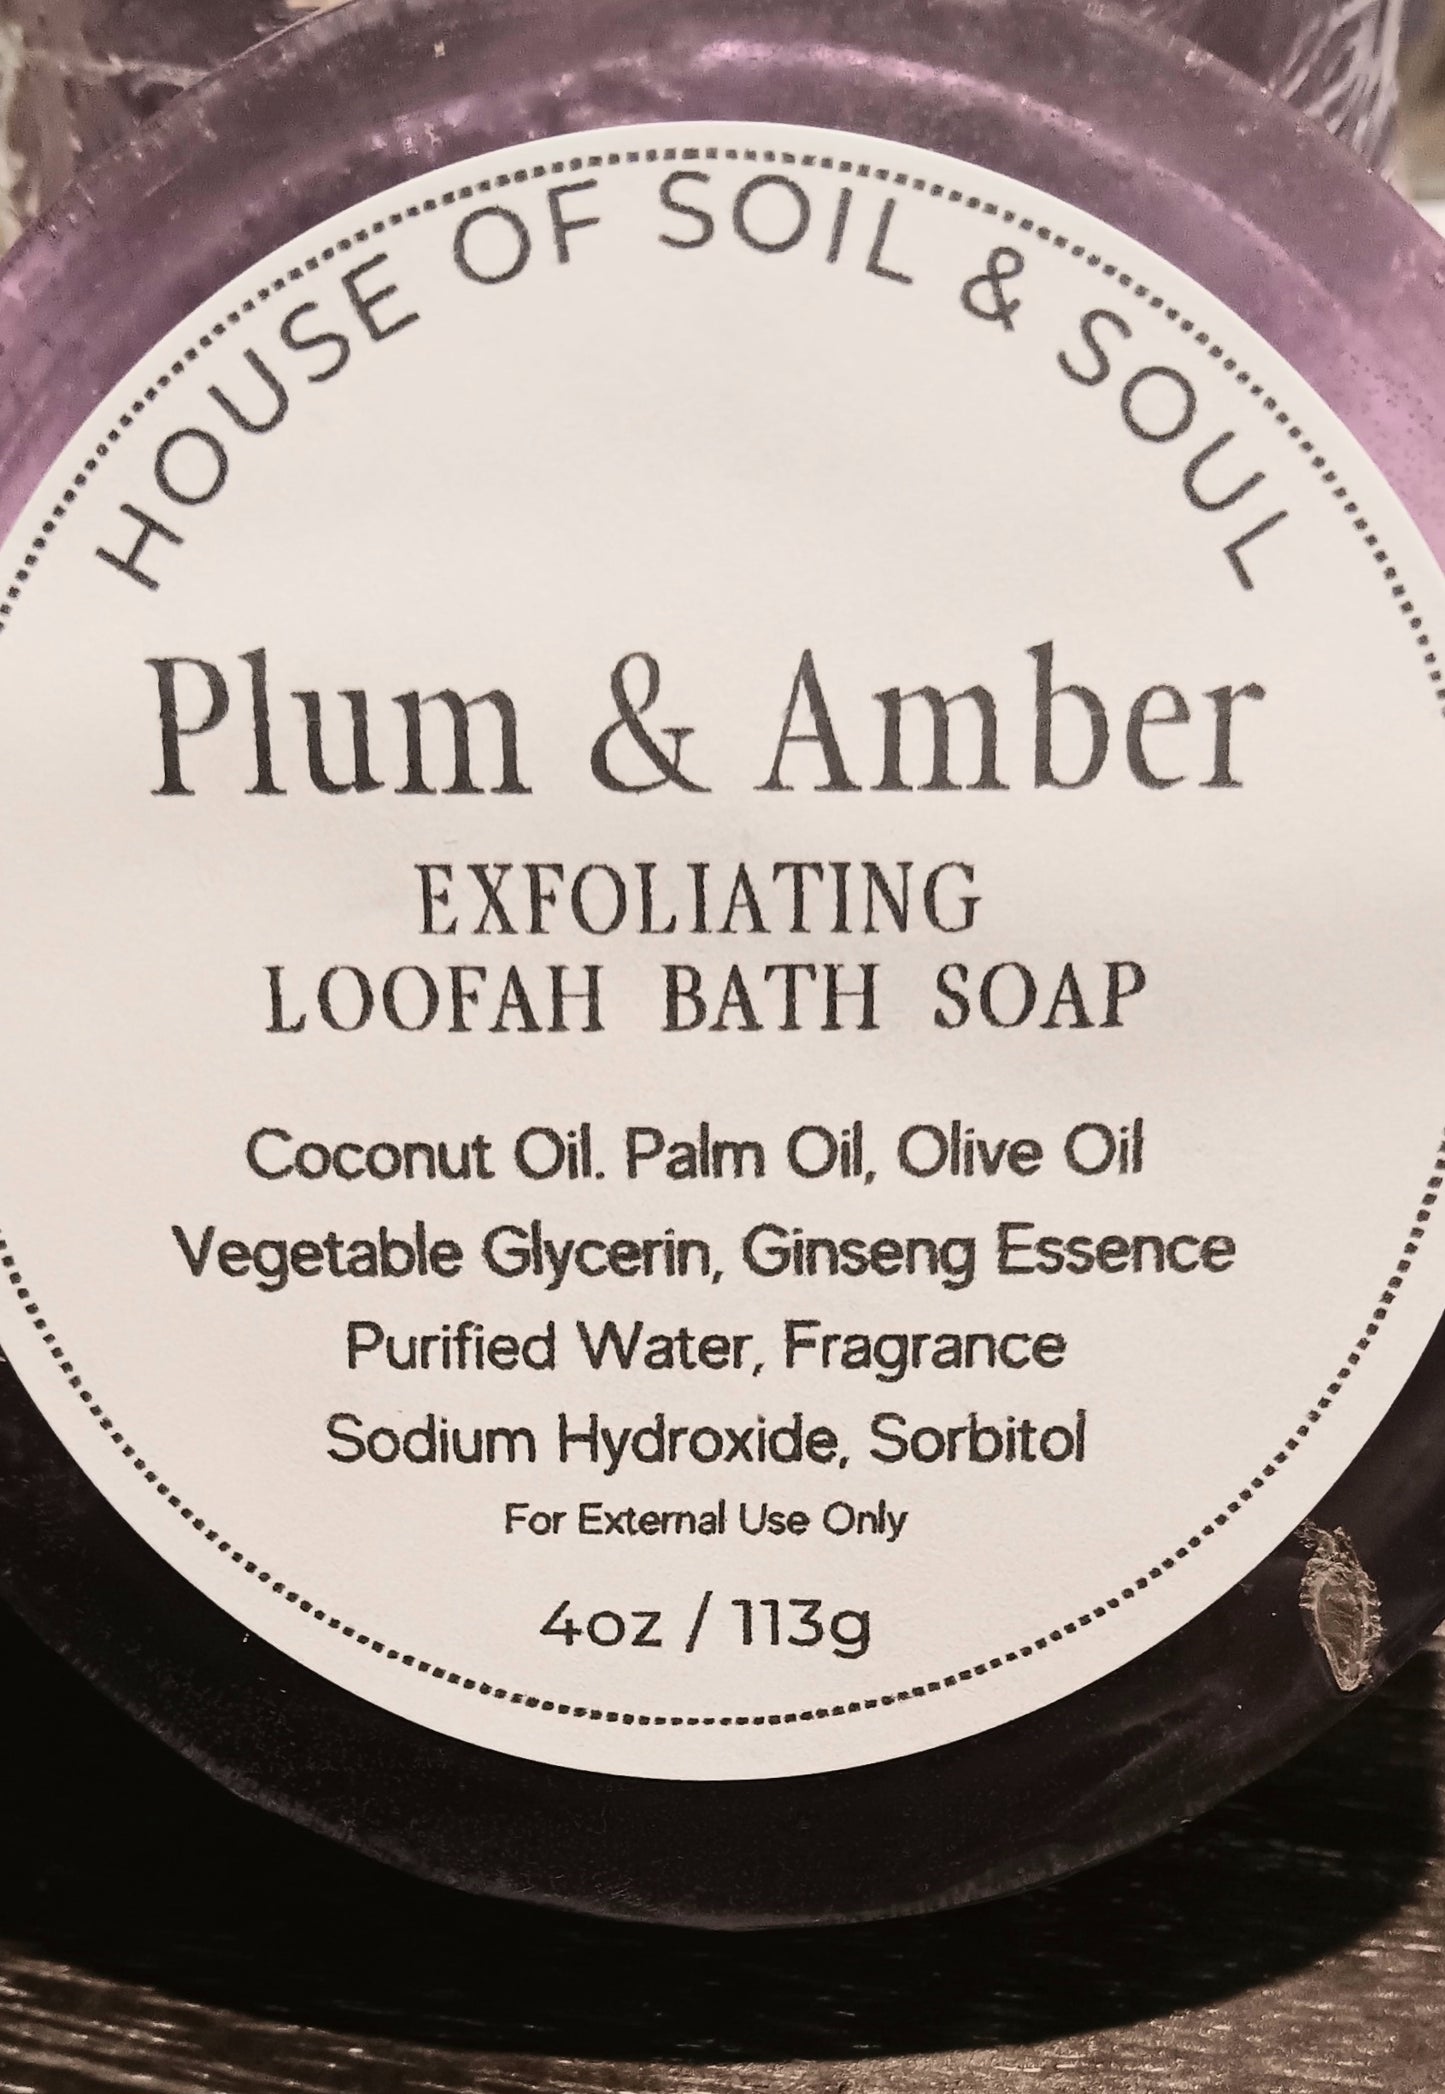 HOUSE OF SOIL & SOUL
Plum & Amber
EXFOLIATING
LOOFAH BATH SOAP
Coconut Oil. Palm Oil, Olive Oil
Vegetable Glycerin, Ginseng Essence
Purified Water, Fragrance
Sodium Hydroxide, Sorbitol
For External Use Only
4oz / 113g